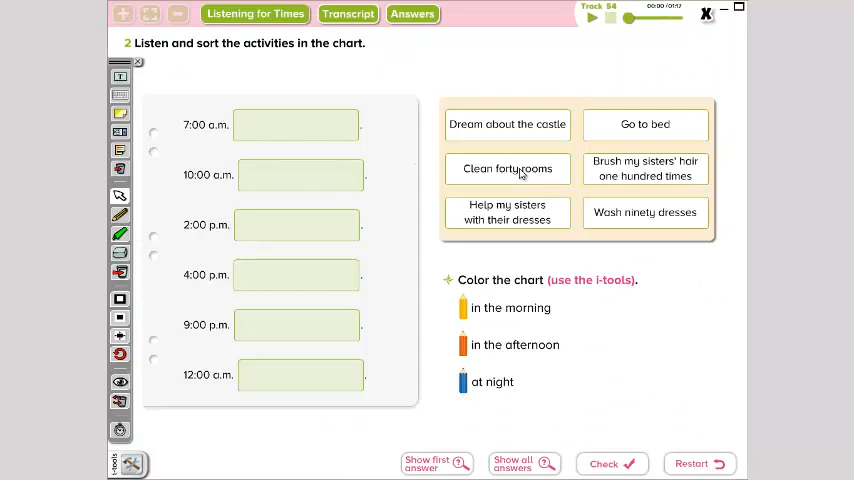 Listening for Times
Transcript
Answers
Track 54
00:00 /01:17
X
2 Listen and sort the activities in the chart.
T
7:00 a.m. .
10:00 a.m. .
2:00 p.m. .
4:00 p.m. .
9:00 p.m. .
12:00 a.m. .
Dream about the castle
Go to bed
Clean forty rooms
Brush my sisters' hair
one hundred times
Help my sisters
with their dresses
Wash ninety dresses
Color the chart (use the i-tools).
in the morning
in the afternoon
at night
i-tools
Show first
answer
Show all
answers
Check
Restart